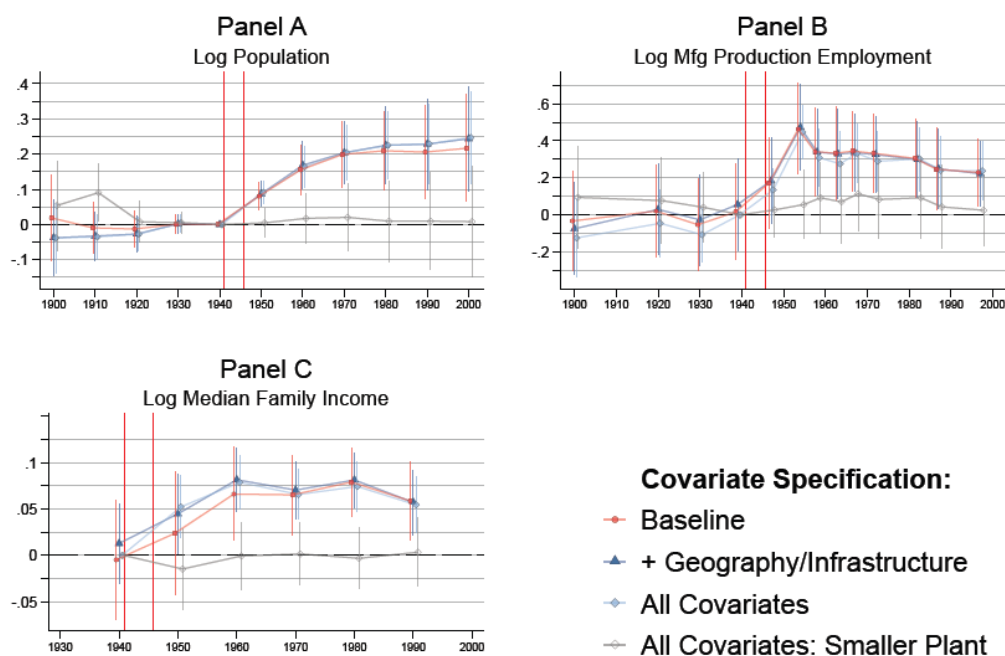 Panel A
Log Population
.4
.3
.2
.1
0
-.1
1900 1910 1920 1930 1940 1950 1960 1970 1980 1990 2000
Panel B
Log Mfg Production Employment
.6
.4
.2
0
-.2
1900 1910 1920 1930 1940 1950 1960 1970 1980 1990 2000
Panel C
Log Median Family Income
.1
.05
0
-.05
1930 1940 1950 1960 1970 1980 1990 2000
Covariate Specification:
Baseline
+ Geography/Infrastructure
All Covariates
All Covariates: Smaller Plant